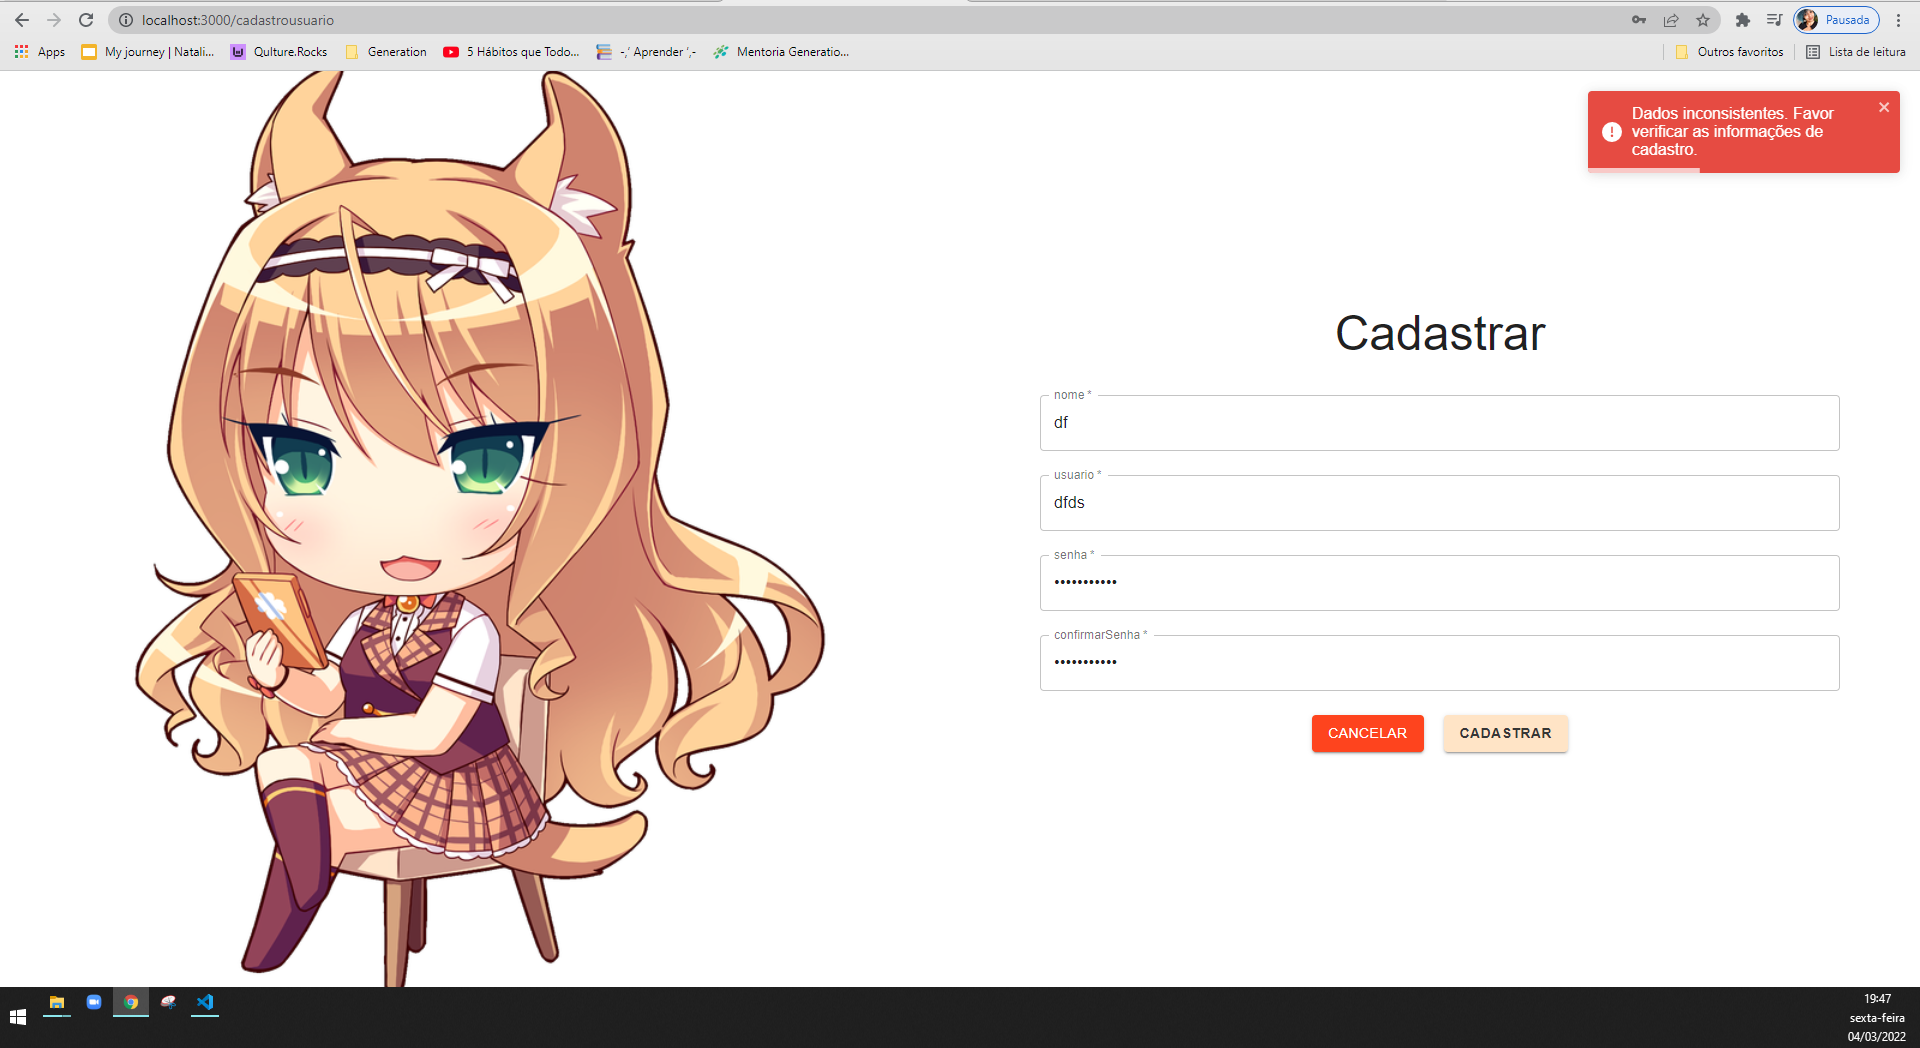 localhost:3000/cadastrousuario
Pausada
Apps
My journey | Natali...
Qulture.Rocks
Generation
5 Hábitos que Todo...
-,' Aprender ',-
Mentoria Generatio...
Outros favoritos
Lista de leitura
Dados inconsistentes. Favor
verificar as informações de
cadastro.
Cadastrar
nome *
df
usuario *
dfds
senha *
•••••••••••
confirmarSenha *
•••••••••••
CANCELAR
CADASTRAR
19:47
sexta-feira
04/03/2022